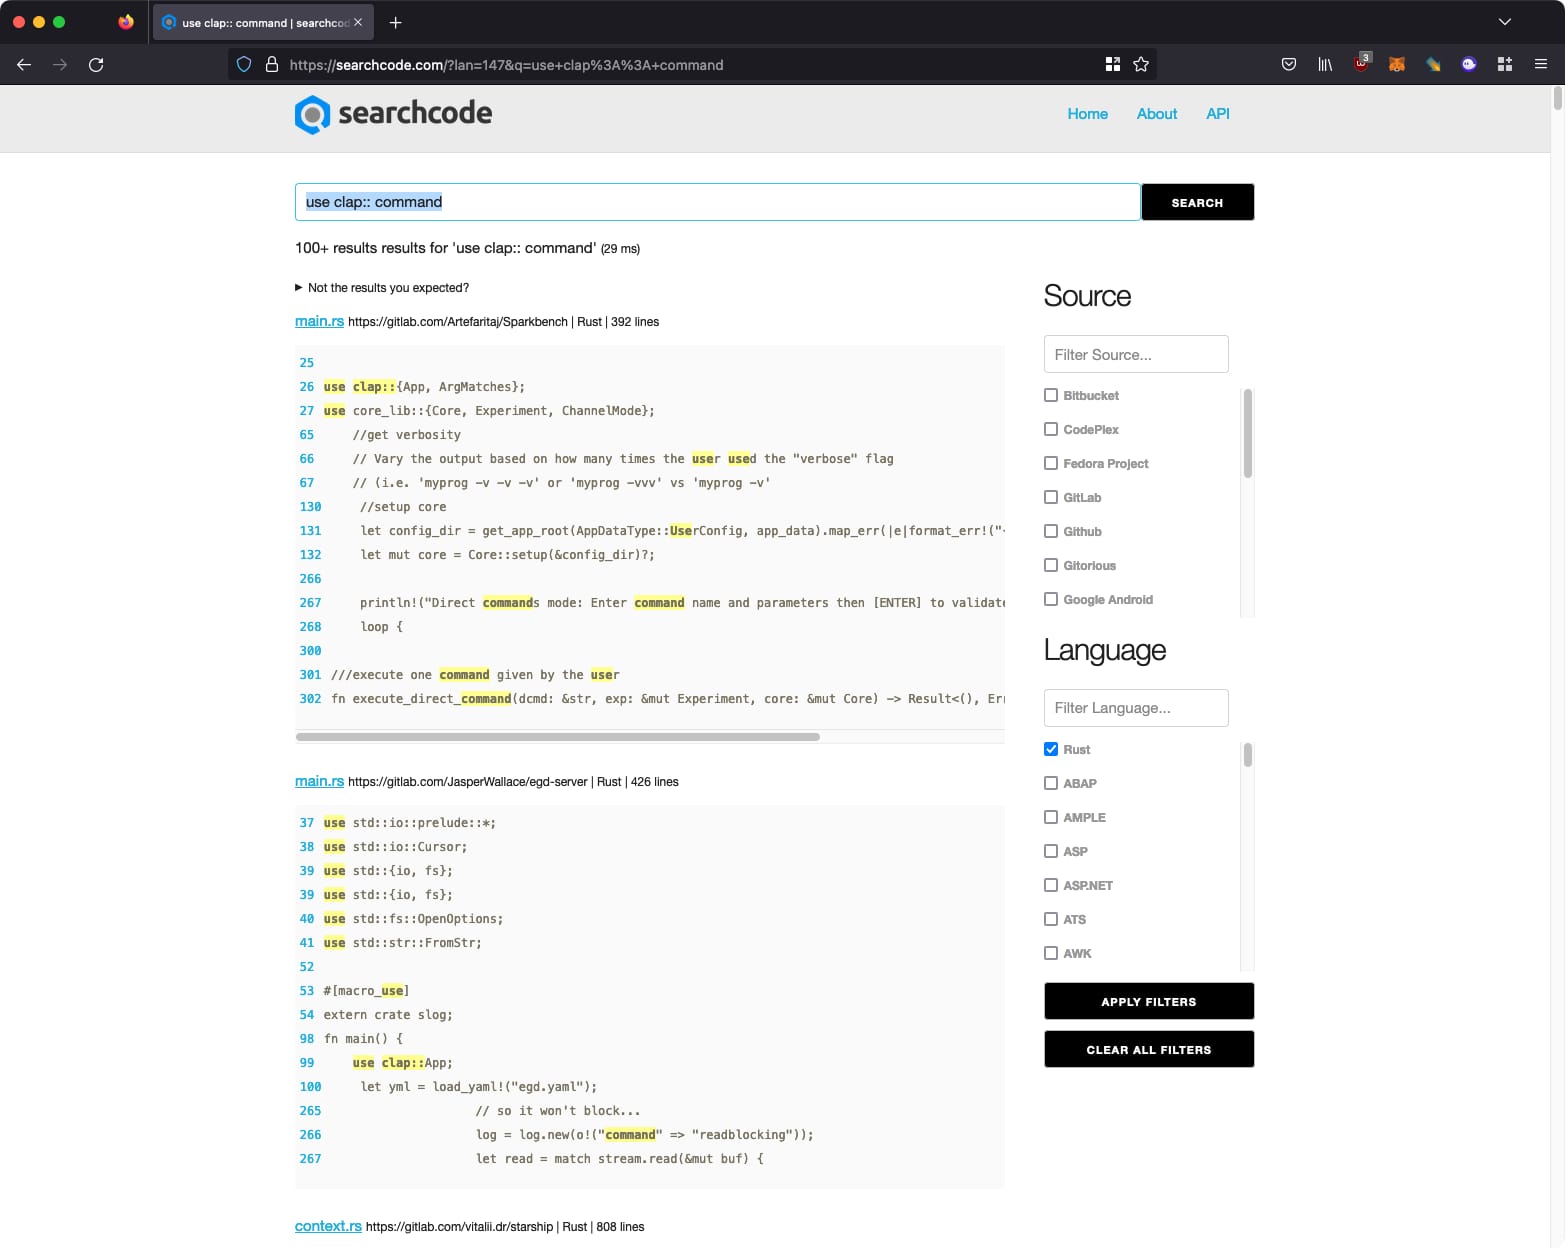 use clap:: command | searchcod
3
https://searchcode.com/?lan=147&q=use+clap%3A%3A+command
searchcode
Home About API
use clap:: command
SEARCH
100+ results results for 'use clap:: command' (29 ms)
Not the results you expected?
main.rs https://gitlab.com/Artefaritaj/Sparkbench | Rust | 392 lines
25
26 use clap::{App, ArgMatches};
27 use core_lib::{Core, Experiment, ChannelMode};
65 //get verbosity
66 // Vary the output based on how many times the user used the "verbose" flag
67 // (i.e. 'myprog -v -v -v' or 'myprog -vvv' vs 'myprog -v'
130 //setup core
131 let config_dir = get_app_root(AppDataType::UserConfig, app_data).map_err(|e|format_err!("
132 let mut core = Core::setup(&config_dir)?;
266
267 println!("Direct commands mode: Enter command name and parameters then [ENTER] to validate
268 loop {
300
301 ///execute one command given by the user
302 fn execute_direct_command(dcmd: &str, exp: &mut Experiment, core: &mut Core) -> Result<(), Err
main.rs https://gitlab.com/JasperWallace/egd-server | Rust | 426 lines
37 use std::io::prelude::*;
38 use std::io::Cursor;
39 use std::{io, fs};
39 use std::{io, fs};
40 use std::fs::OpenOptions;
41 use std::str::FromStr;
52
53 #[macro_use]
54 extern crate slog;
98 fn main() {
99 use clap::App;
100 let yml = load_yaml!("egd.yaml");
265 // so it won't block...
266 log = log.new(o!("command" => "readblocking"));
267 let read = match stream.read(&mut buf) {
context.rs https://gitlab.com/vitalii.dr/starship | Rust | 808 lines
Source
Filter Source...
Bitbucket
CodePlex
Fedora Project
GitLab
Github
Gitorious
Google Android
Language
Filter Language...
Rust
ABAP
AMPLE
ASP
ASP.NET
ATS
AWK
APPLY FILTERS
CLEAR ALL FILTERS